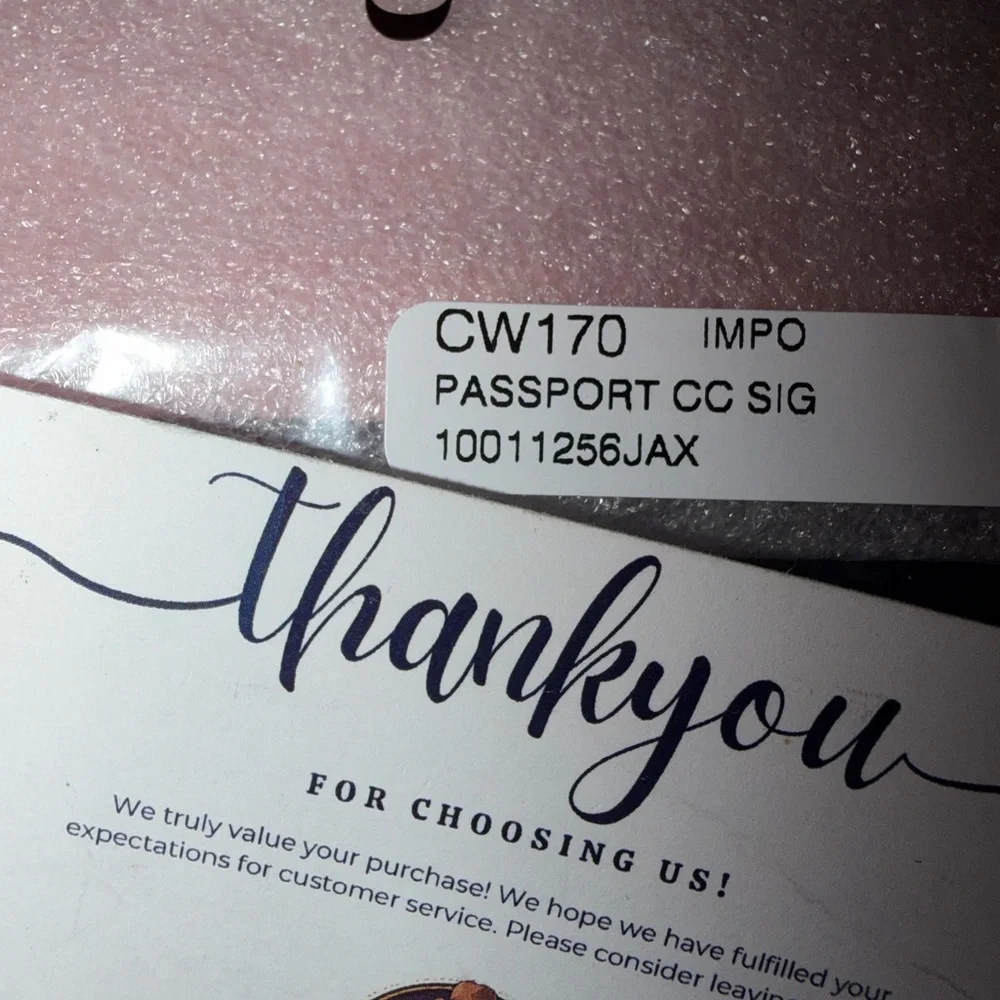 CW170 IMPO
PASSPORT CC SIG
10011256JAX
thankyou
FOR CHOOSING US!
We truly value your purchase! We hope we have fulfilled your
expectations for customer service. Please consider leavin